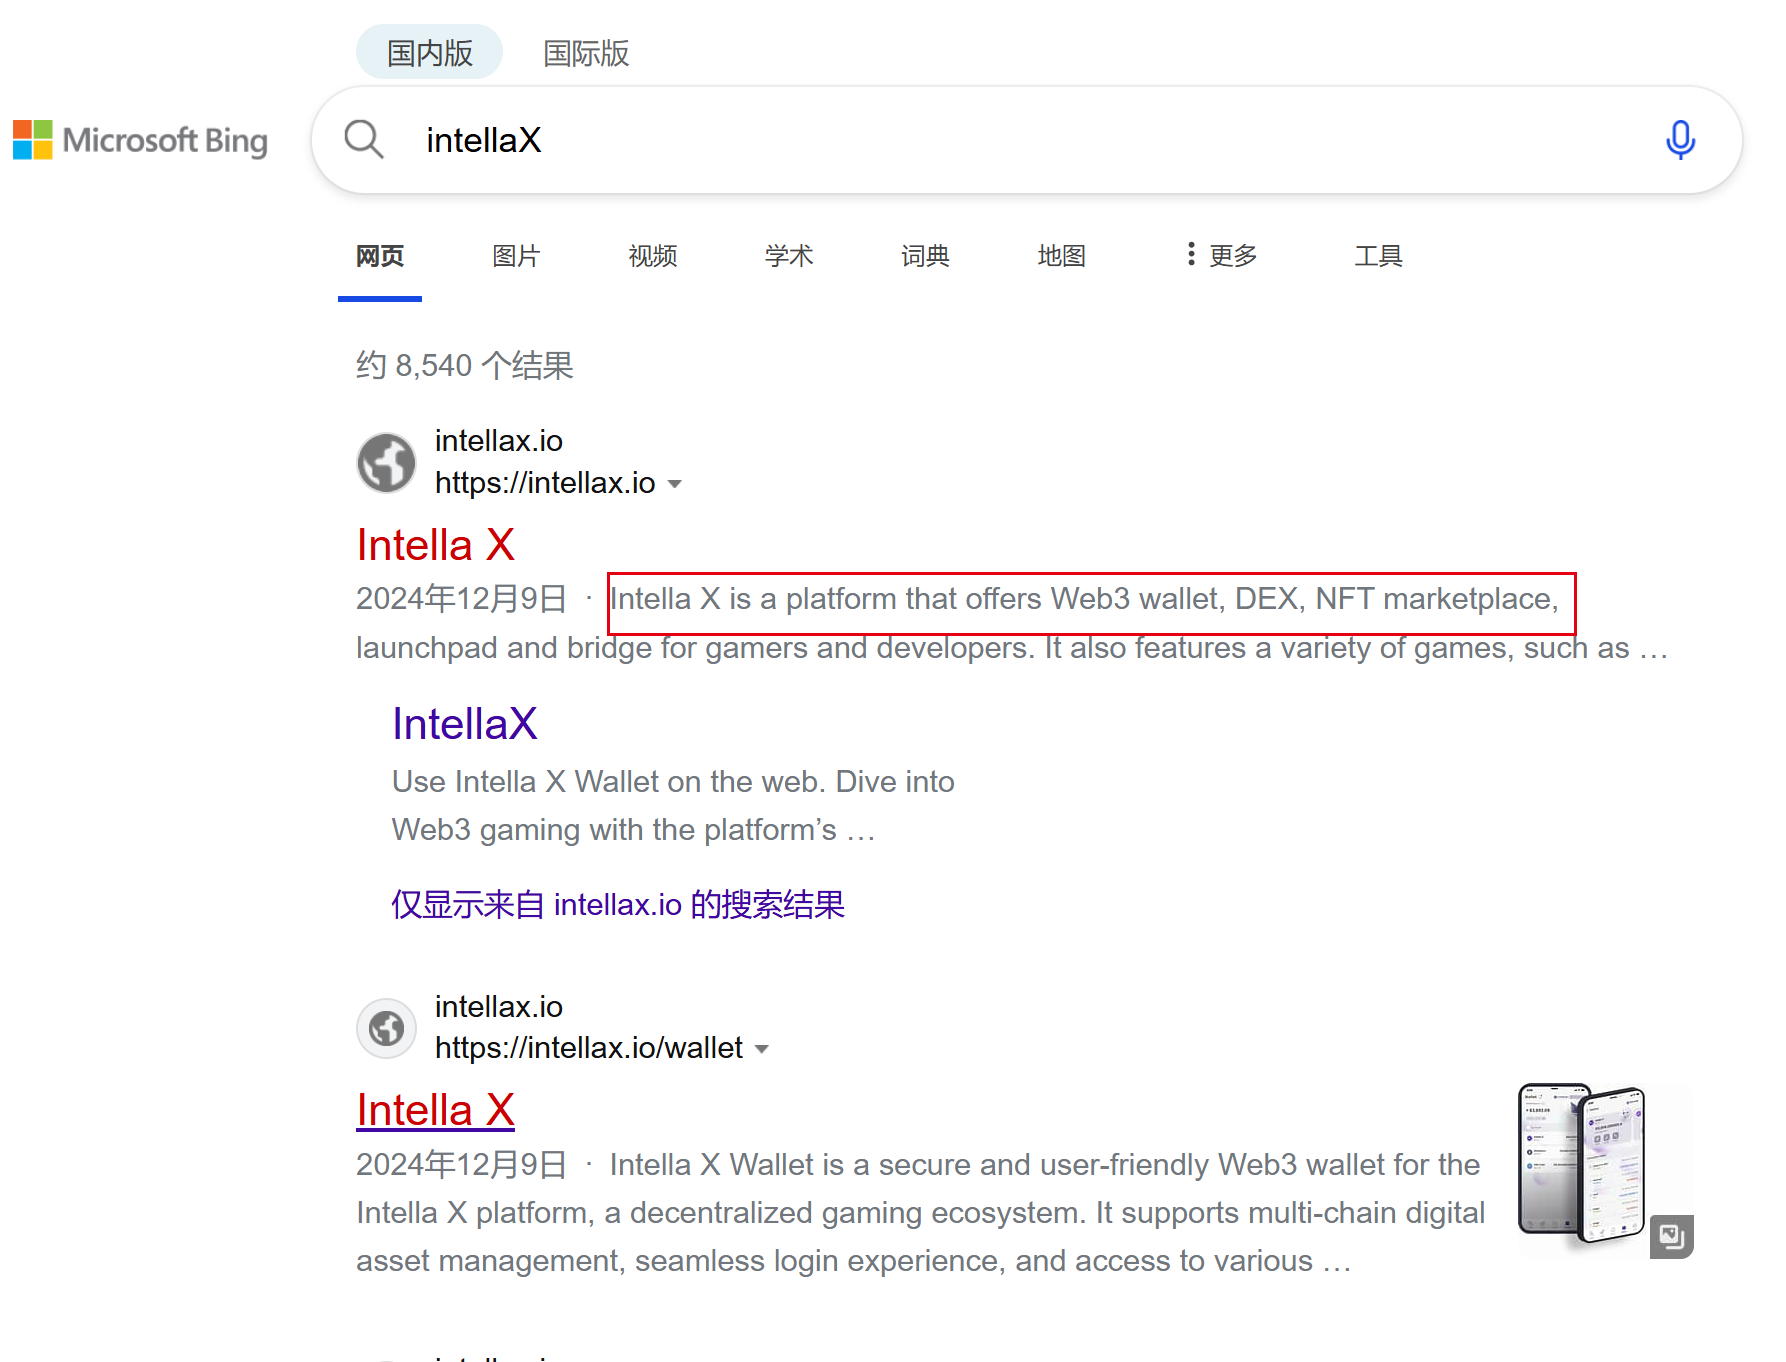 国内版 国际版
Microsoft Bing
intellaX
网页 图片 视频 学术 词典 地图 更多 工具
约 8,540 个结果
intellax.io
https://intellax.io
Intella X
2024年12月9日 · Intella X is a platform that offers Web3 wallet, DEX, NFT marketplace,
launchpad and bridge for gamers and developers. It also features a variety of games, such as …
IntellaX
Use Intella X Wallet on the web. Dive into
Web3 gaming with the platform’s …
仅显示来自 intellax.io 的搜索结果
intellax.io
https://intellax.io/wallet
Intella X
2024年12月9日 · Intella X Wallet is a secure and user-friendly Web3 wallet for the
Intella X platform, a decentralized gaming ecosystem. It supports multi-chain digital
asset management, seamless login experience, and access to various …